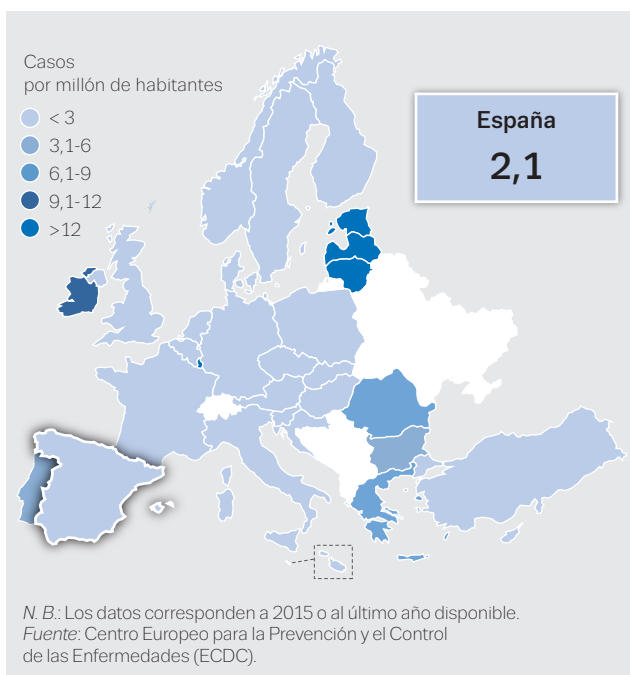 Casos
por millón de habitantes
< 3
3,1-6
6,1-9
9,1-12
>12
España
2,1
N. B.: Los datos corresponden a 2015 o al último año disponible.
Fuente: Centro Europeo para la Prevención y el Control
de las Enfermedades (ECDC).